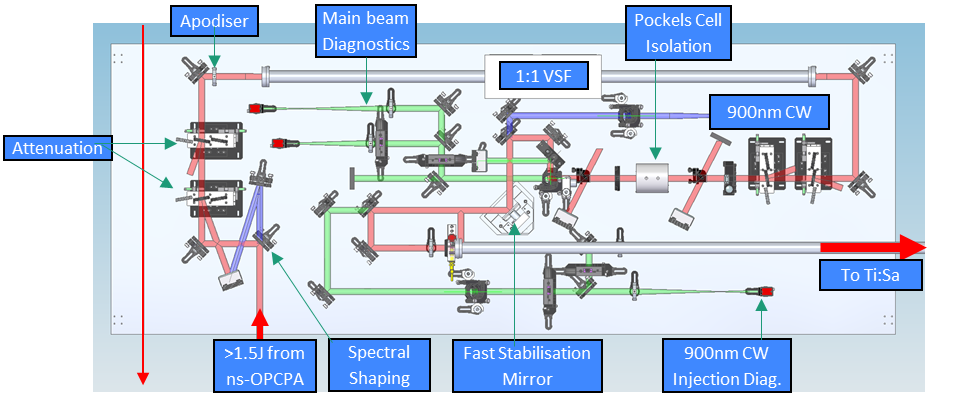 Apodiser
Main beam
Diagnostics
Pockels Cell
Isolation
1:1 VSF
900nm CW
Attenuation
To Ti:Sa
>1.5J from
ns-OPCPA
Spectral
Shaping
Fast Stabilisation
Mirror
900nm CW
Injection Diag.